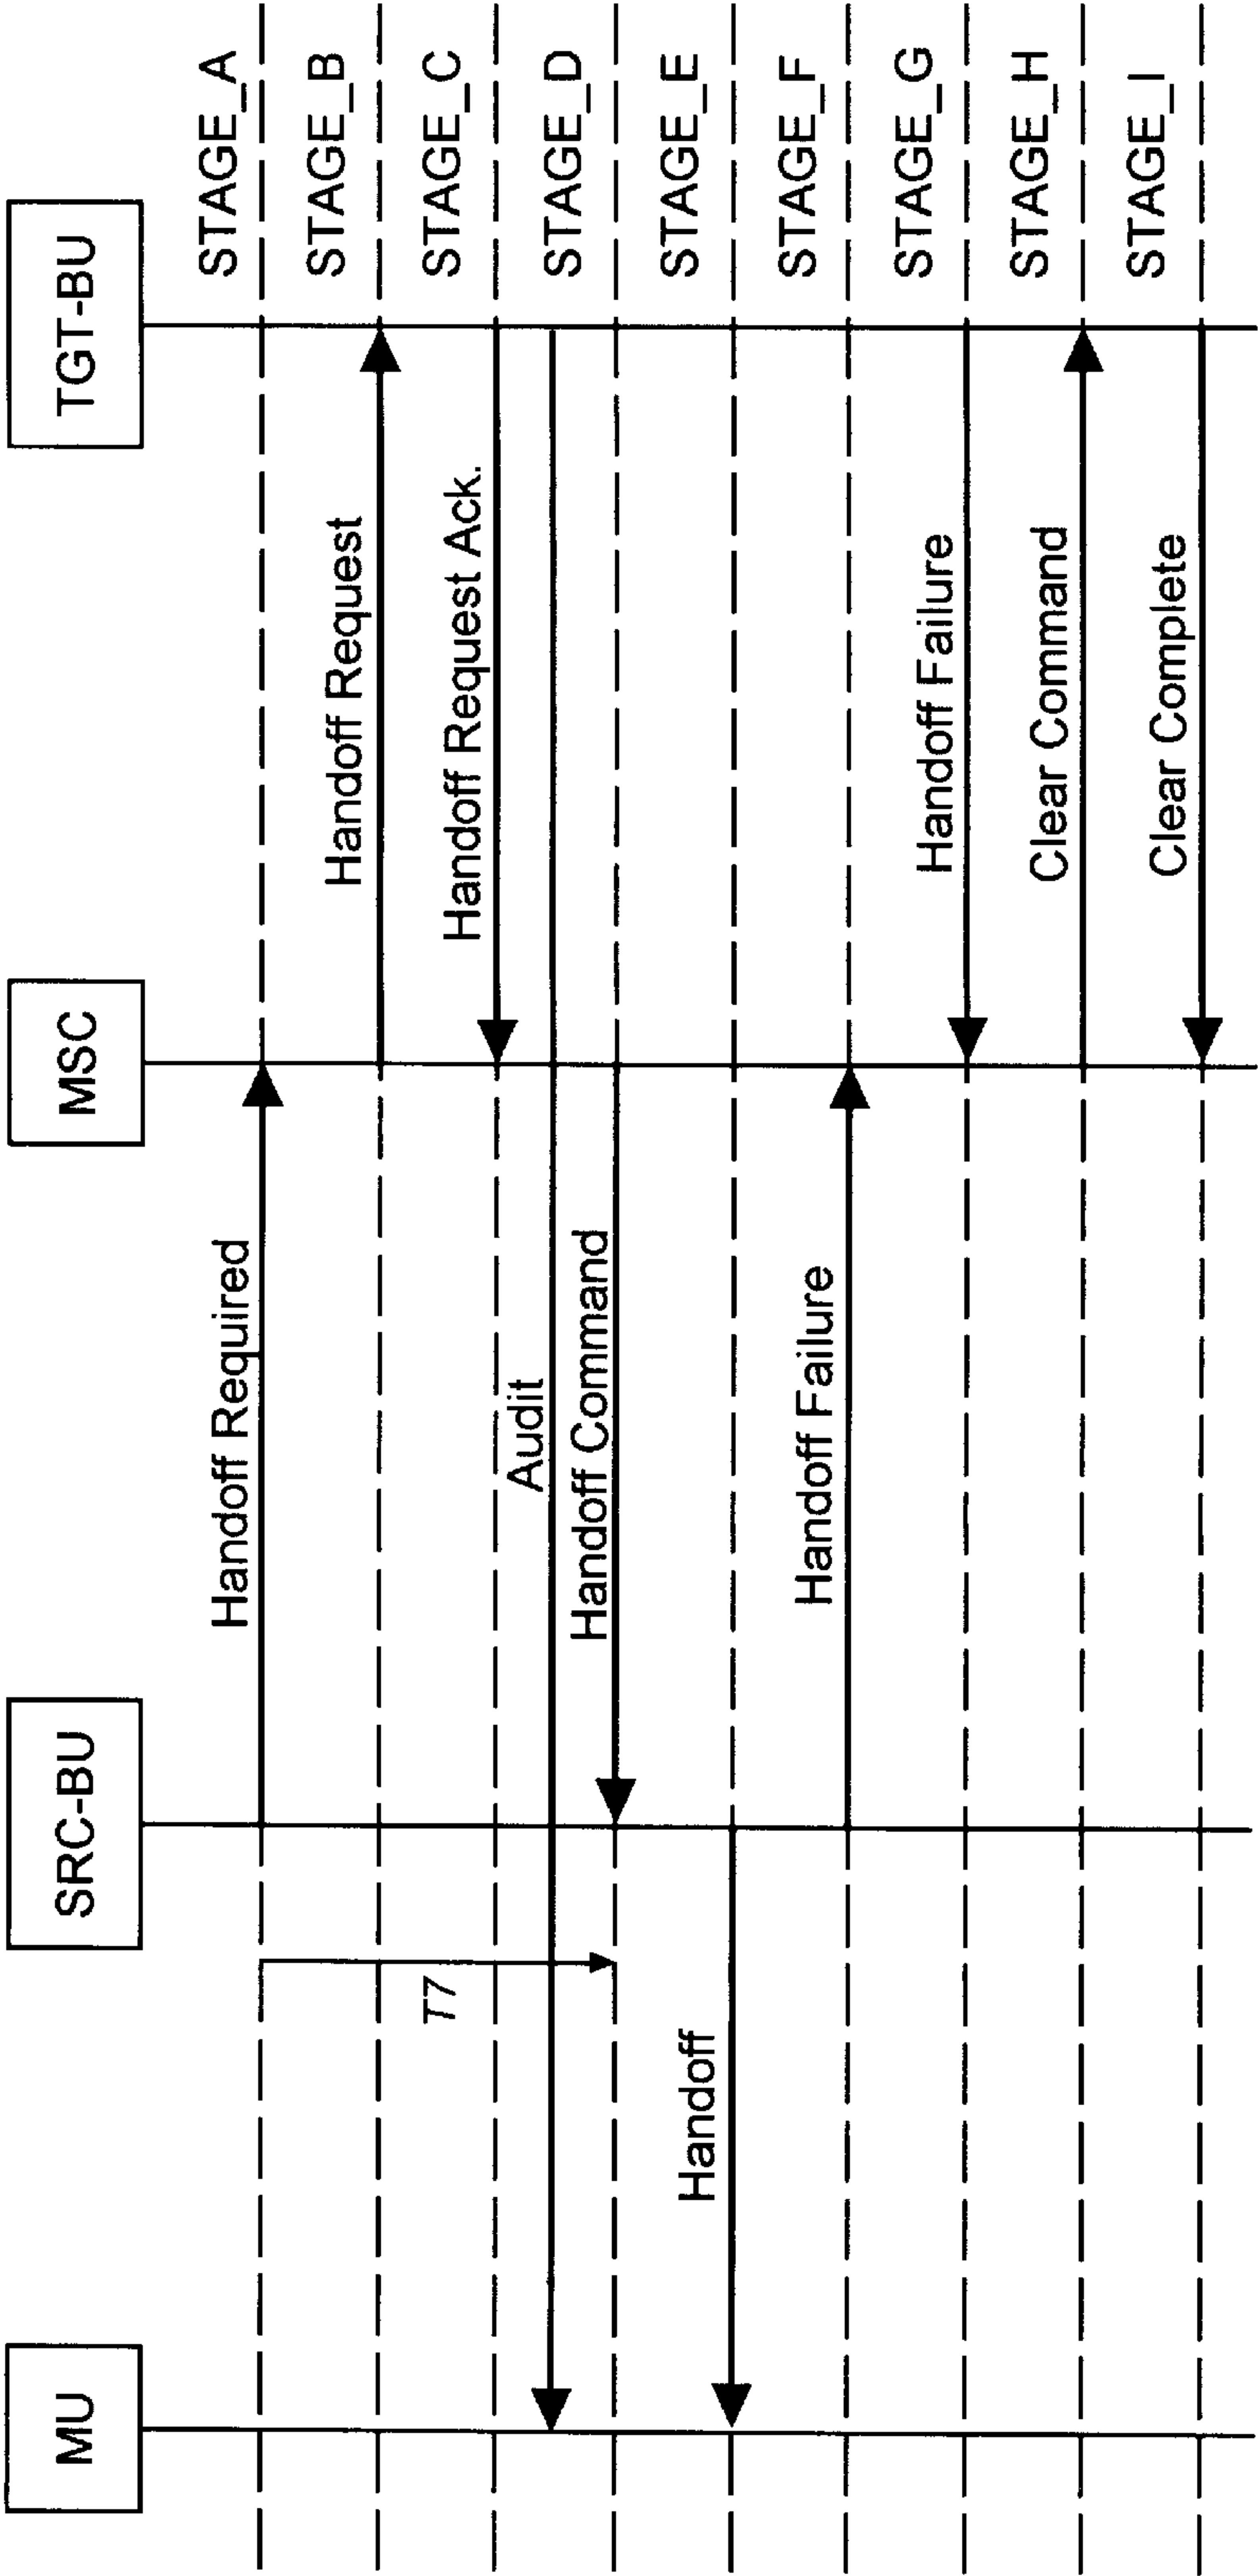 MU
SRC-BU
MSC
TGT-BU
STAGE_A
Handoff Required
STAGE_B
Handoff Request
STAGE_C
T7
Handoff Request Ack.
Audit
STAGE_D
Handoff Command
STAGE_E
Handoff
STAGE_F
Handoff Failure
STAGE_G
Handoff Failure
STAGE_H
Clear Command
STAGE_I
Clear Complete